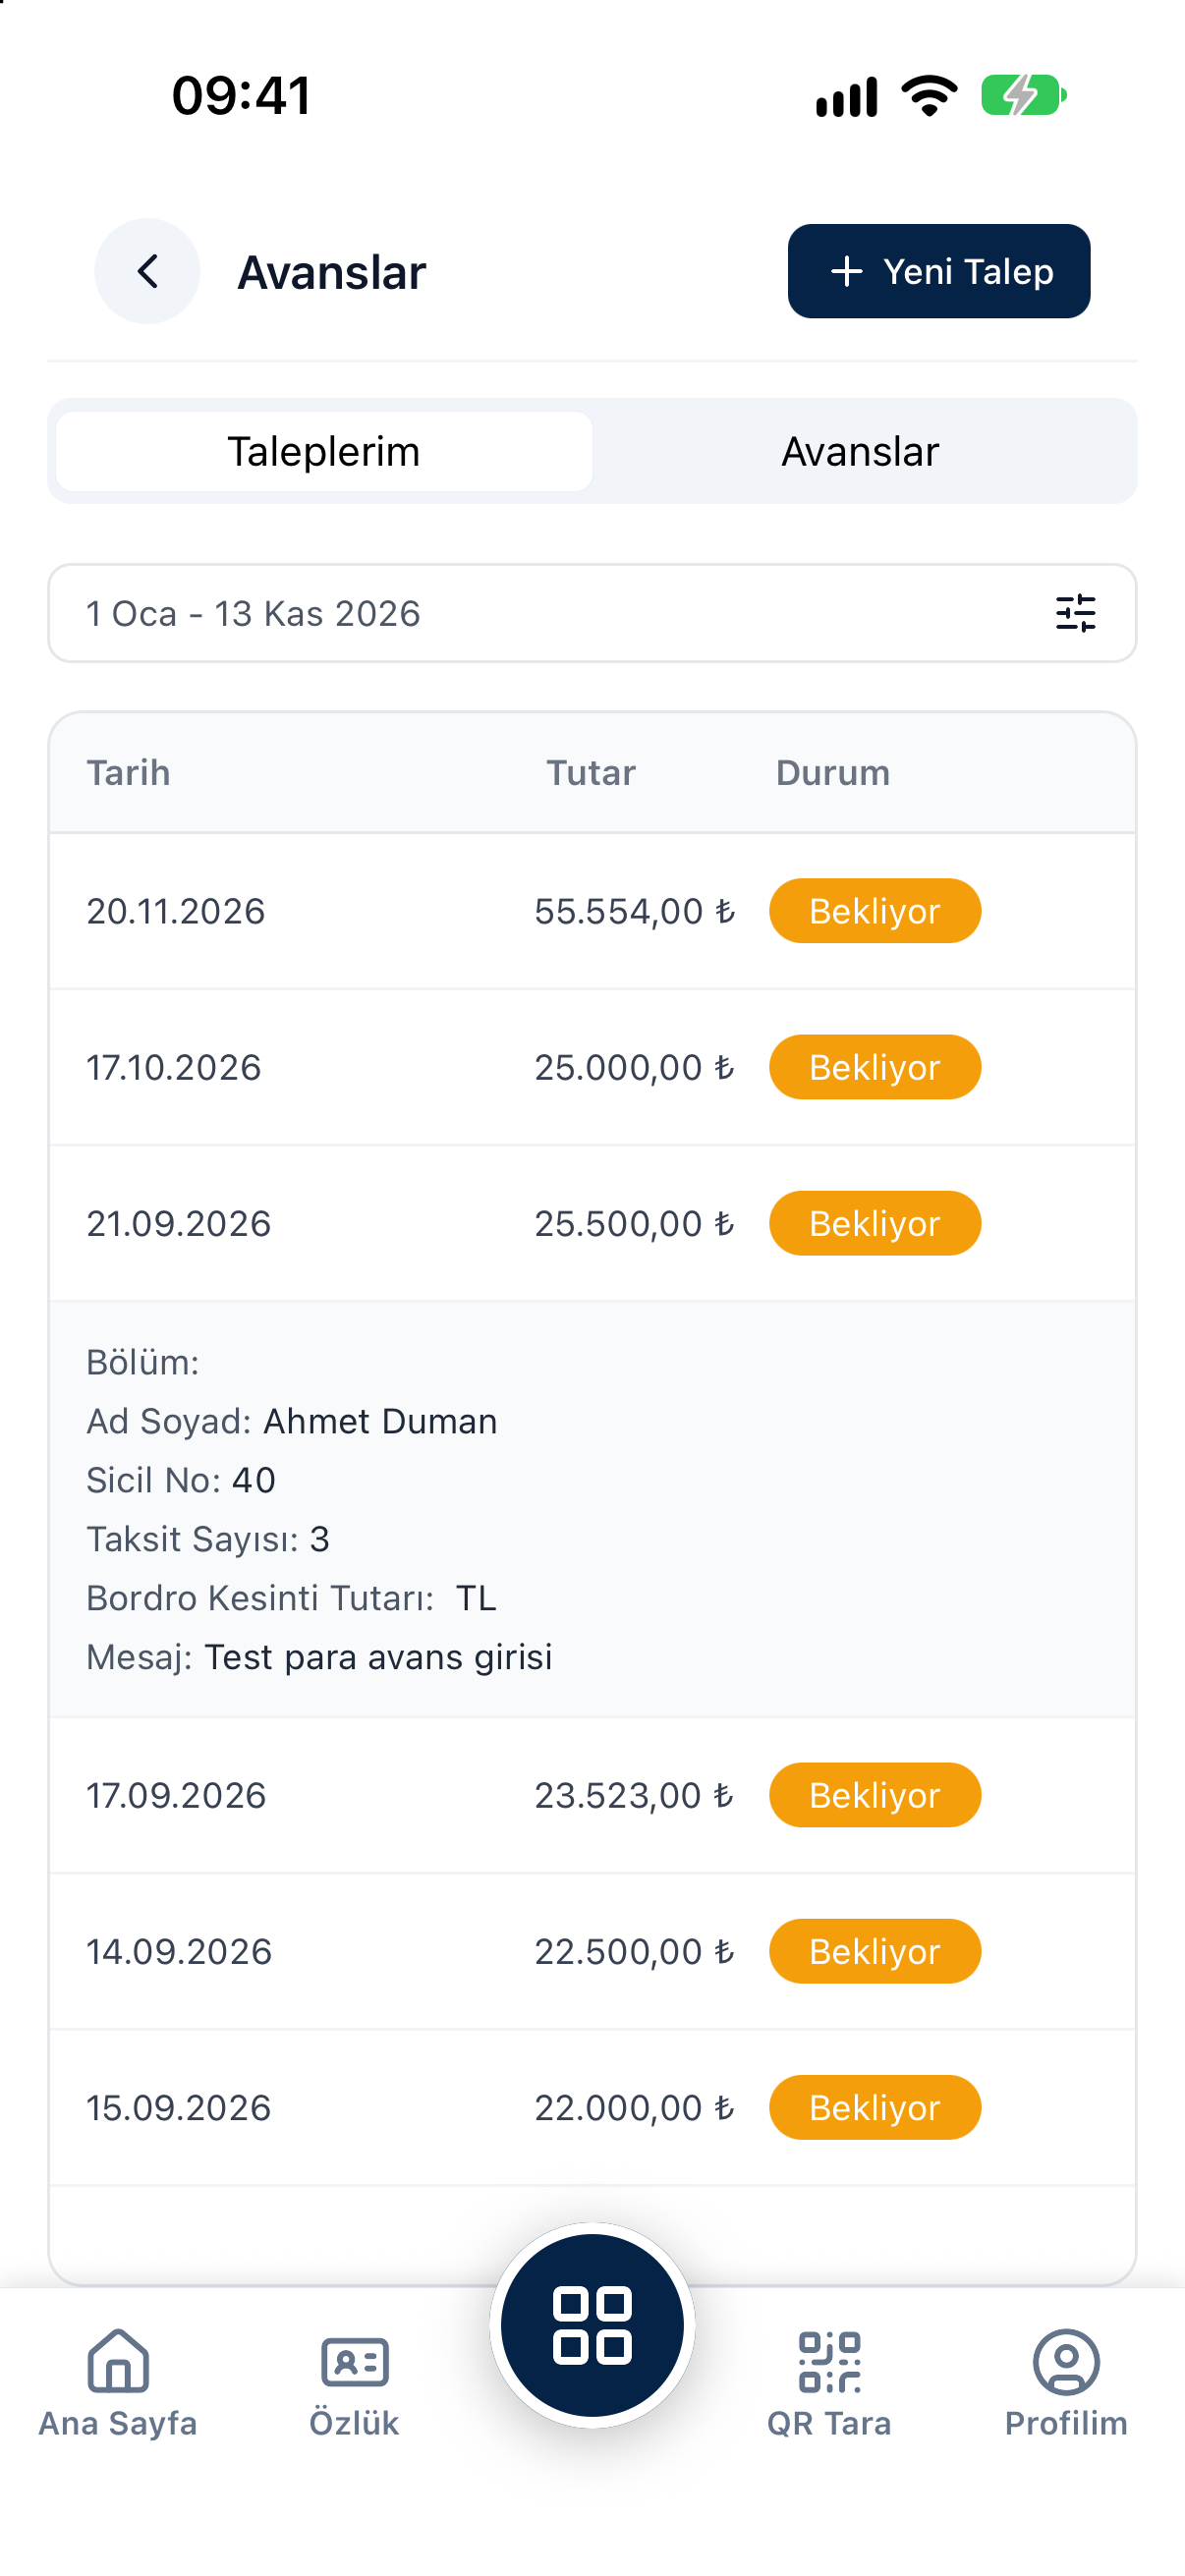 09:41
Avanslar
+ Yeni Talep
Taleplerim
Avanslar
1 Oca - 13 Kas 2026
Tarih Tutar Durum
20.11.2026 55.554,00 ₺ Bekliyor
17.10.2026 25.000,00 ₺ Bekliyor
21.09.2026 25.500,00 ₺ Bekliyor
Bölüm:
Ad Soyad: Ahmet Duman
Sicil No: 40
Taksit Sayısı: 3
Bordro Kesinti Tutarı: TL
Mesaj: Test para avans girisi
17.09.2026 23.523,00 ₺ Bekliyor
14.09.2026 22.500,00 ₺ Bekliyor
15.09.2026 22.000,00 ₺ Bekliyor
Ana Sayfa Özlük QR Tara Profilim